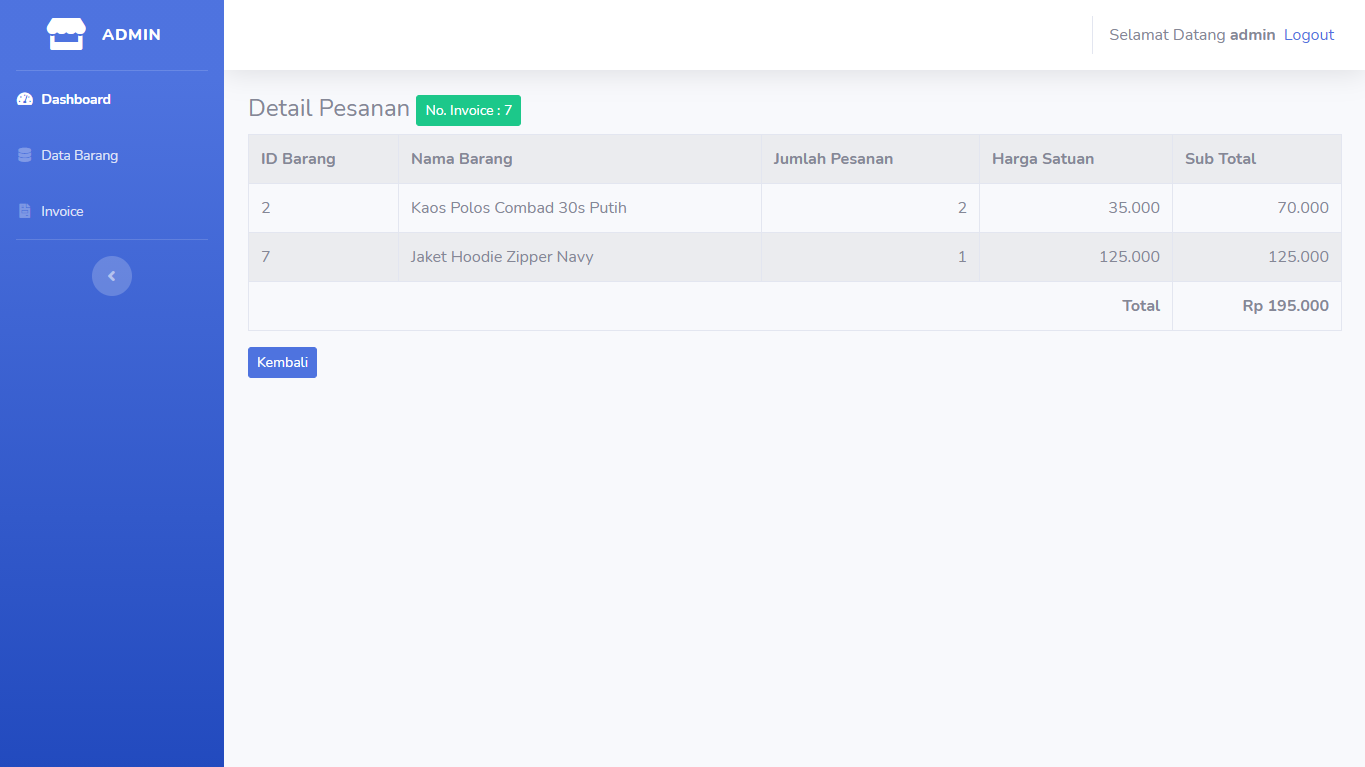 ADMIN
Selamat Datang admin Logout
Dashboard
Data Barang
Invoice
Detail Pesanan No. Invoice : 7
ID Barang Nama Barang Jumlah Pesanan Harga Satuan Sub Total
2 Kaos Polos Combad 30s Putih 2 35.000 70.000
7 Jaket Hoodie Zipper Navy 1 125.000 125.000
Total Rp 195.000
Kembali